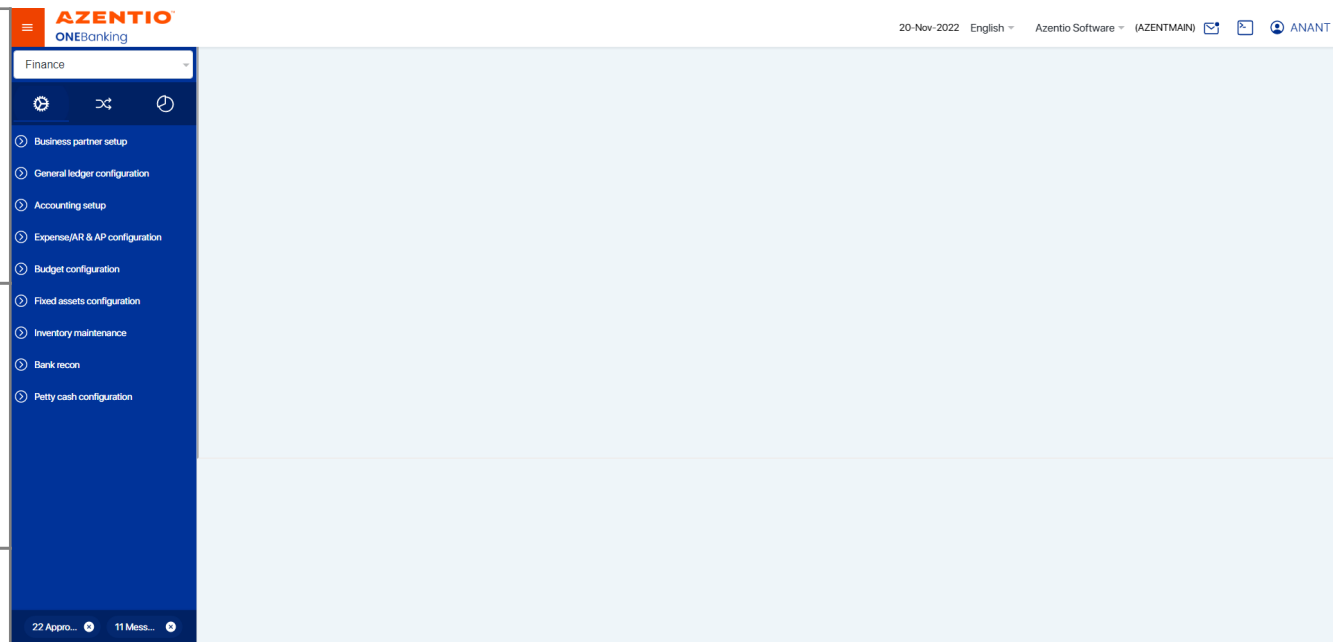 AZENTIO
ONEBanking
20-Nov-2022 English Azentio Software (AZENTMAIN) ANANT
Finance
Business partner setup
General ledger configuration
Accounting setup
Expense/AR & AP configuration
Budget configuration
Fixed assets configuration
Inventory maintenance
Bank recon
Petty cash configuration
22 Appro... 11 Mess...